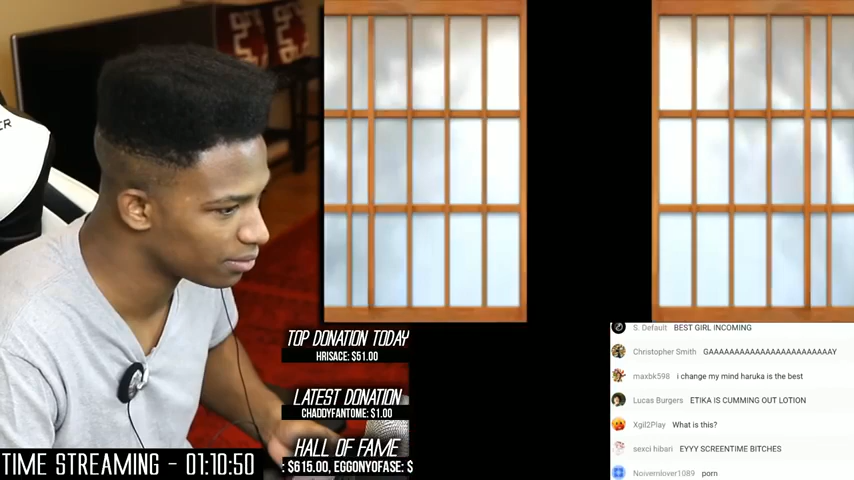 CR
TOP DONATION TODAY
HRISACE: $51.00
LATEST DONATION
CHADDYFANTOME: $1.00
HALL OF FAME
: $615.00, EGGONYOFASE: $
TIME STREAMING - 01:10:50
S. Default BEST GIRL INCOMING
Christopher Smith GAAAAAAAAAAAAAAAAAAAAAAAAY
maxbk598 i change my mind haruka is the best
Lucas Burgers ETIKA IS CUMMING OUT LOTION
Xgil2Play What is this?
sexci hibari EYYY SCREENTIME BITCHES
Noivernlover1089 porn